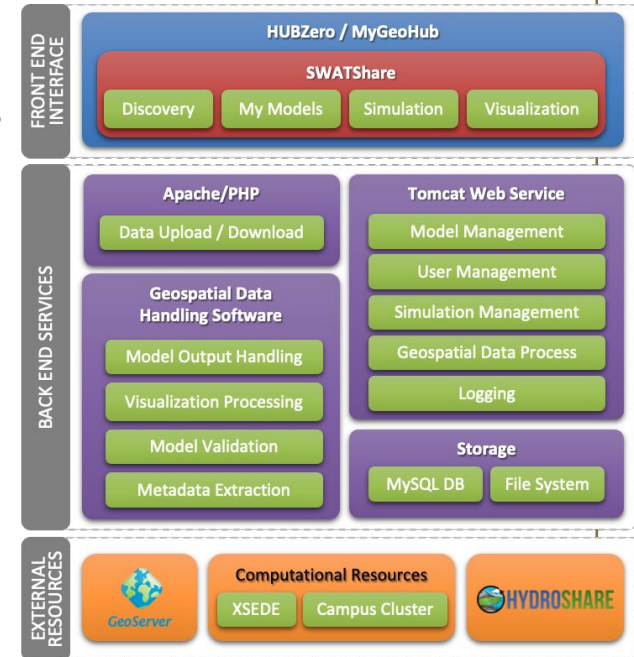 FRONT END
INTERFACE
HUBZero / MyGeoHub
SWATShare
Discovery
My Models
Simulation
Visualization
BACK END SERVICES
Apache/PHP
Data Upload / Download
Geospatial Data
Handling Software
Model Output Handling
Visualization Processing
Model Validation
Metadata Extraction
Tomcat Web Service
Model Management
User Management
Simulation Management
Geospatial Data Process
Logging
Storage
MySQL DB
File System
EXTERNAL
RESOURCES
GeoServer
Computational Resources
XSEDE
Campus Cluster
HYDROSHARE